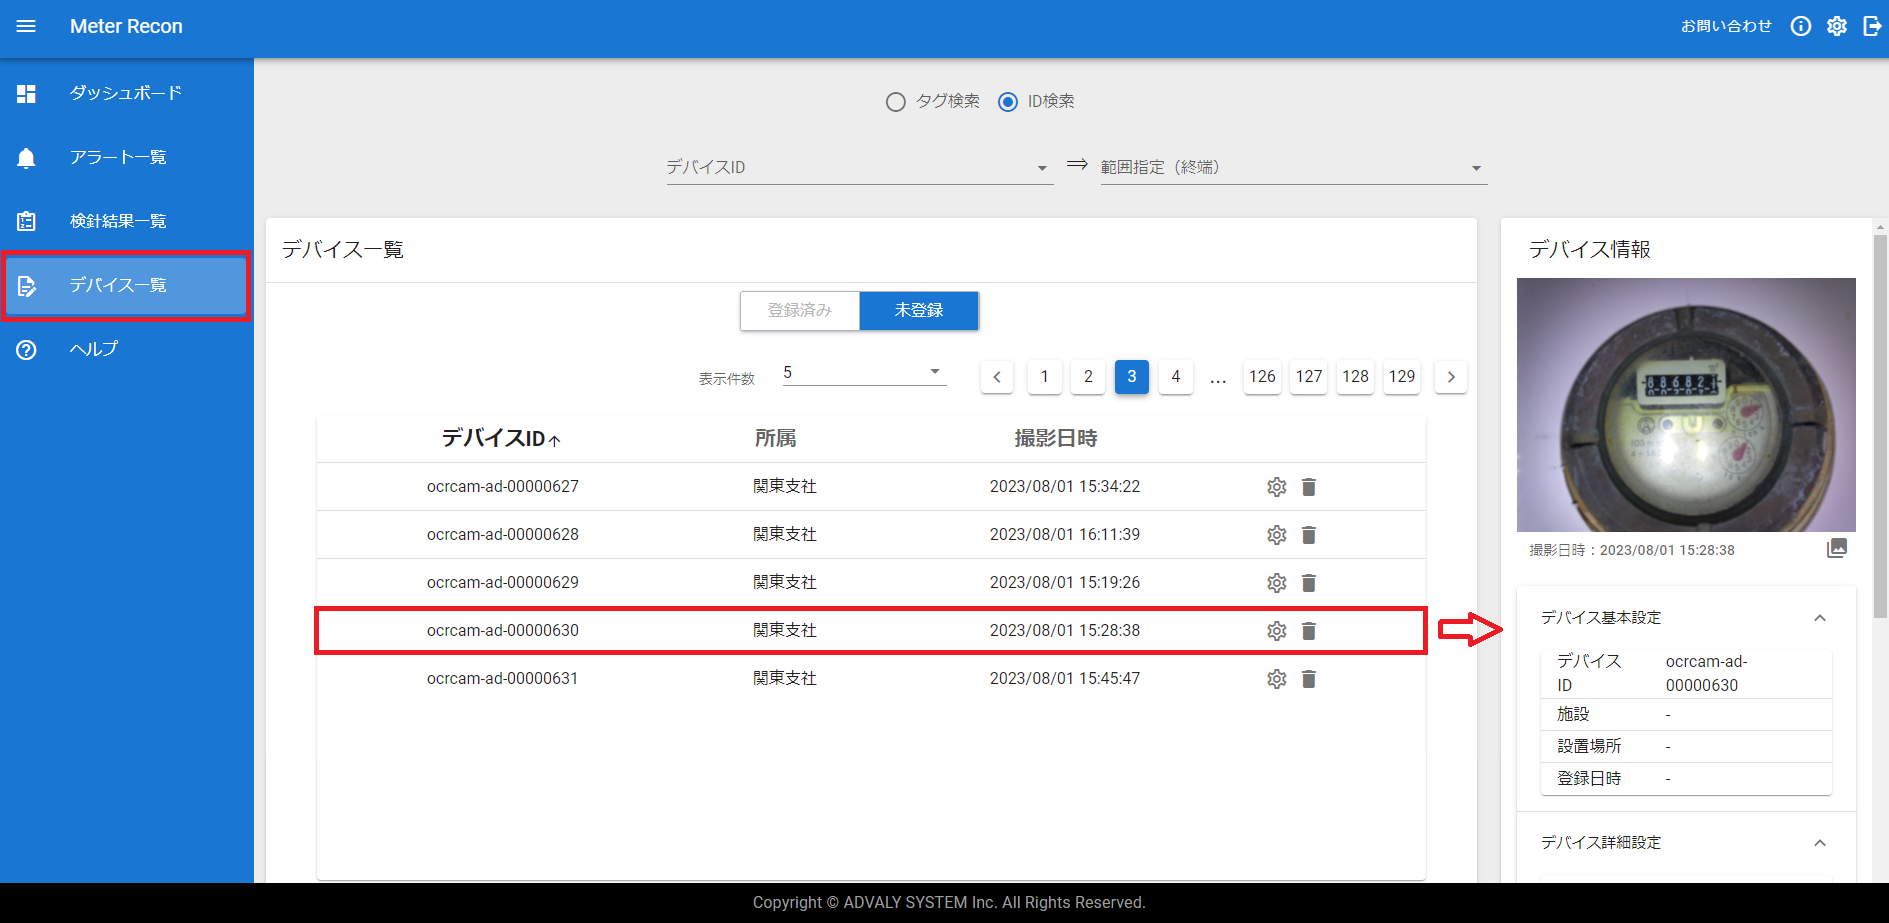 Meter Recon
お問い合わせ
ダッシュボード
アラート一覧
検針結果一覧
デバイス一覧
ヘルプ
タグ検索 ID検索
デバイスID ⇒ 範囲指定（終端）
デバイス一覧
登録済み 未登録
表示件数 5
1 2 3 4 ... 126 127 128 129
デバイスID↑ 所属 撮影日時
ocrcam-ad-00000627 関東支社 2023/08/01 15:34:22
ocrcam-ad-00000628 関東支社 2023/08/01 16:11:39
ocrcam-ad-00000629 関東支社 2023/08/01 15:19:26
ocrcam-ad-00000630 関東支社 2023/08/01 15:28:38
ocrcam-ad-00000631 関東支社 2023/08/01 15:45:47
デバイス情報
撮影日時：2023/08/01 15:28:38
デバイス基本設定
デバイスID ocrcam-ad-00000630
施設 -
設置場所 -
登録日時 -
デバイス詳細設定
Copyright © ADVALY SYSTEM Inc. All Rights Reserved.